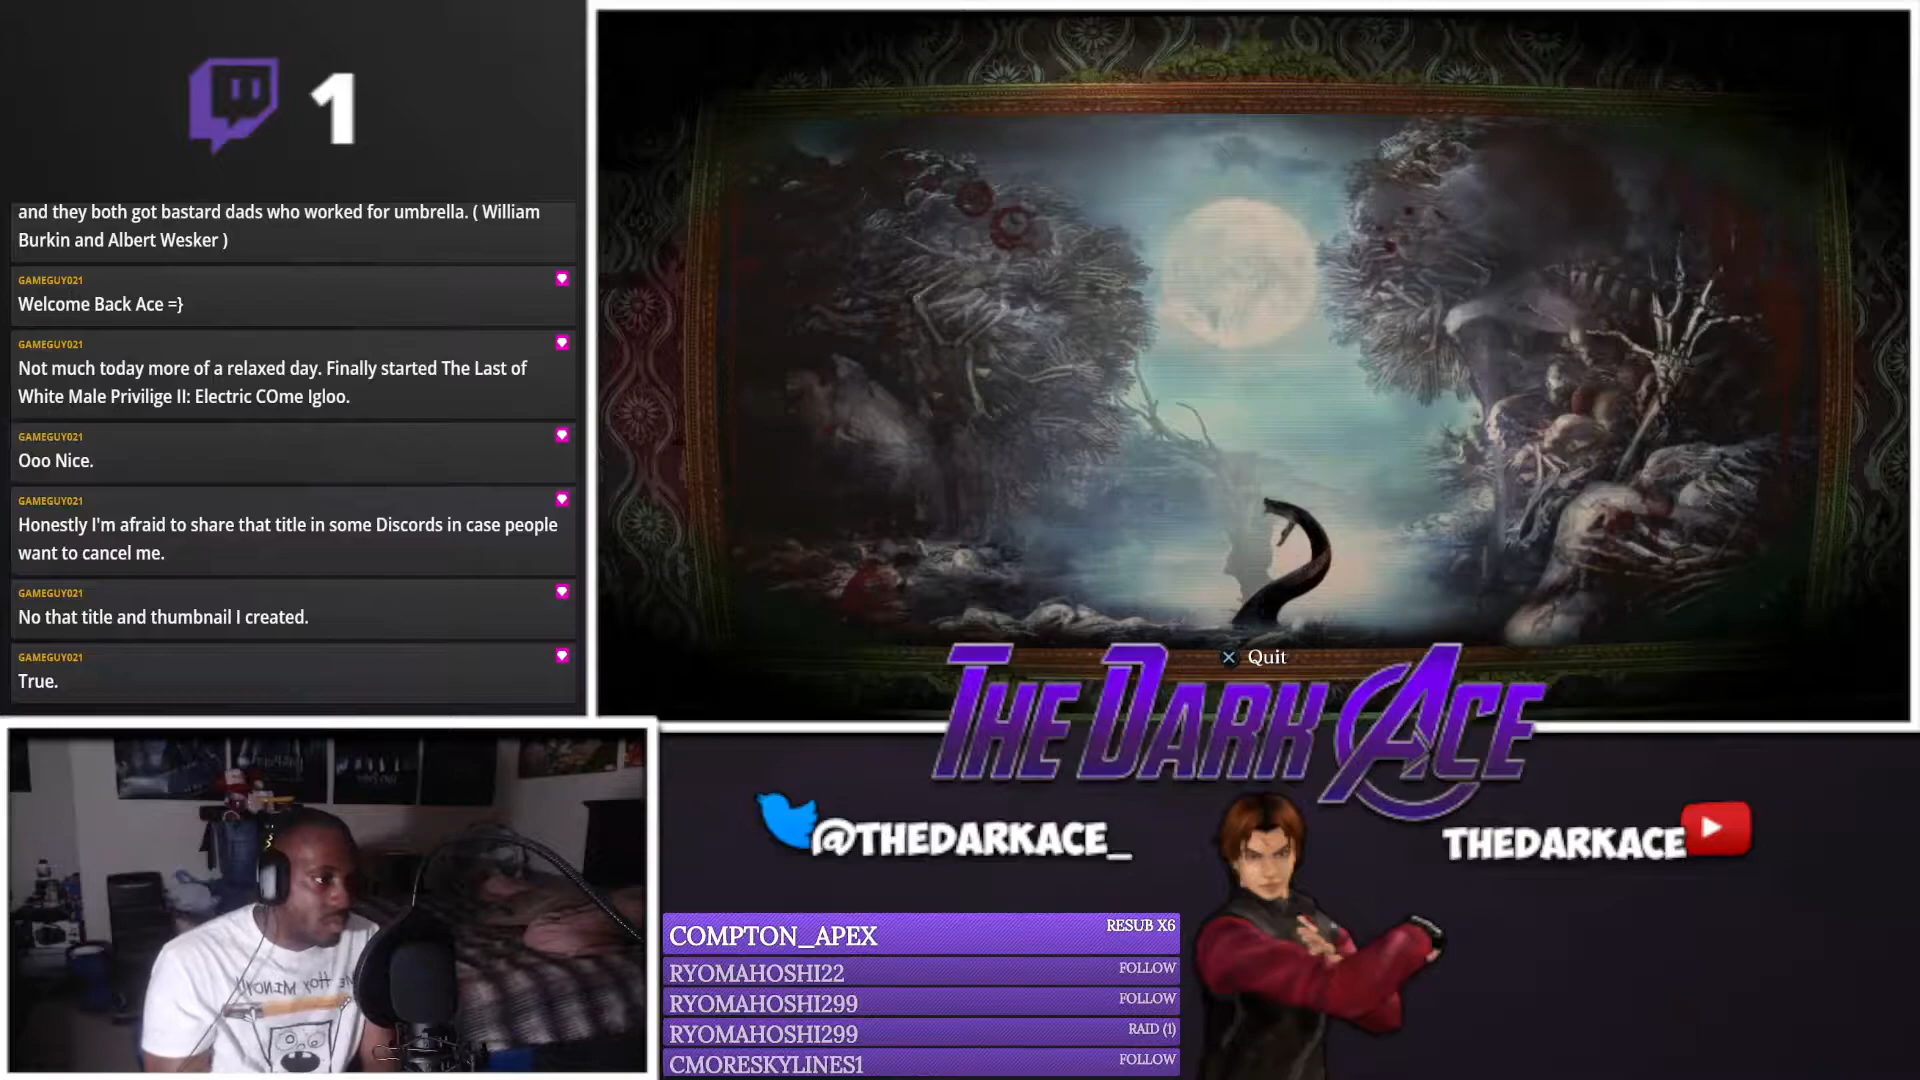 1
and they both got bastard dads who worked for umbrella. ( William
Burkin and Albert Wesker )
GAMEGUY021
Welcome Back Ace =}
GAMEGUY021
Not much today more of a relaxed day. Finally started The Last of
White Male Privilige II: Electric COme Igloo.
GAMEGUY021
Ooo Nice.
GAMEGUY021
Honestly I'm afraid to share that title in some Discords in case people
want to cancel me.
GAMEGUY021
No that title and thumbnail I created.
GAMEGUY021
True.
Quit
THE DARK ACE
@THEDARKACE_
THEDARKACE
COMPTON_APEX RESUB X6
RYOMAHOSHI22 FOLLOW
RYOMAHOSHI299 FOLLOW
RYOMAHOSHI299 RAID (1)
CMORESKYLINES1 FOLLOW